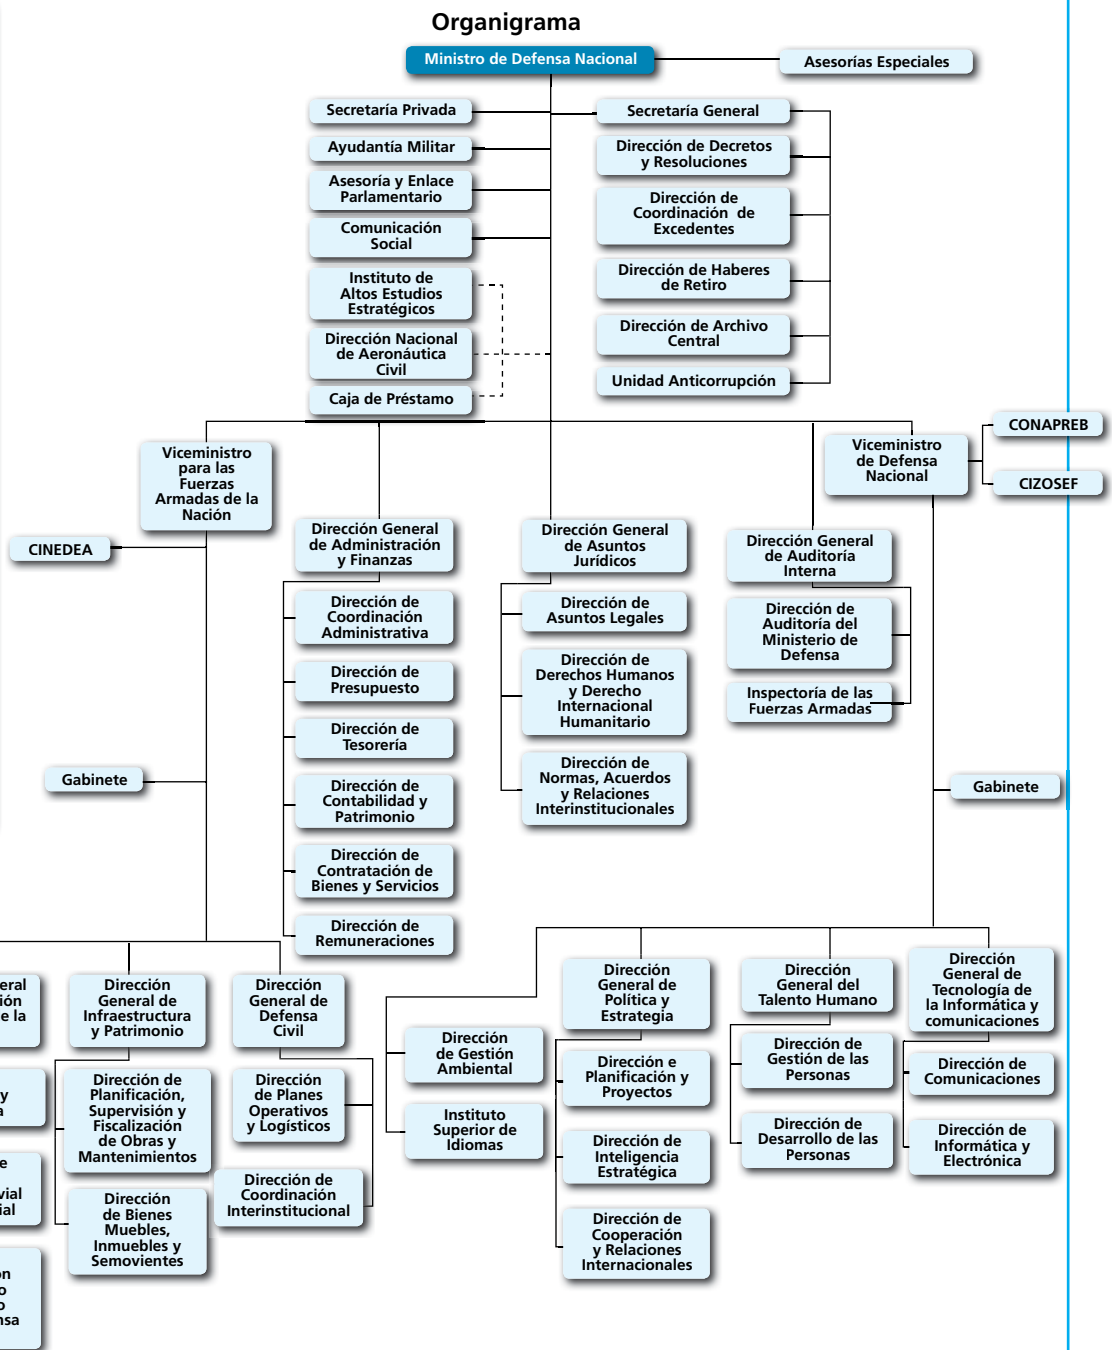 Organigrama
Ministro de Defensa Nacional
Asesorías Especiales
Secretaría Privada
Ayudantía Militar
Asesoría y Enlace
Parlamentario
Comunicación
Social
Instituto de
Altos Estudios
Estratégicos
Dirección Nacional
de Aeronáutica
Civil
Caja de Préstamo
Secretaría General
Dirección de Decretos
y Resoluciones
Dirección de
Coordinación de
Excedentes
Dirección de Haberes
de Retiro
Dirección de Archivo
Central
Unidad Anticorrupción
Viceministro
para las
Fuerzas
Armadas de la
Nación
CINEDEA
Gabinete
Dirección General
de Administración
y Finanzas
Dirección de
Coordinación
Administrativa
Dirección de
Presupuesto
Dirección de
Tesorería
Dirección de
Contabilidad y
Patrimonio
Dirección de
Contratación de
Bienes y Servicios
Dirección de
Remuneraciones
Dirección General
de Asuntos
Jurídicos
Dirección de
Asuntos Legales
Dirección de
Derechos Humanos
y Derecho
Internacional
Humanitario
Dirección de
Normas, Acuerdos
y Relaciones
Interinstitucionales
Dirección General
de Auditoría
Interna
Dirección de
Auditoría del
Ministerio de
Defensa
Inspectoría de las
Fuerzas Armadas
Viceministro
de Defensa
Nacional
CONAPREB
CIZOSEF
Gabinete
eral
ión
e la
y
a
e
vial
ial
ón
o
o
nsa
Dirección
General de
Infraestructura
y Patrimonio
Dirección de
Planificación,
Supervisión y
Fiscalización
de Obras y
Mantenimientos
Dirección
de Bienes
Muebles,
Inmuebles y
Semovientes
Dirección
General de
Defensa
Civil
Dirección
de Planes
Operativos
y Logísticos
Dirección de
Coordinación
Interinstitucional
Dirección
de Gestión
Ambiental
Instituto
Superior de
Idiomas
Dirección
General de
Política y
Estrategia
Dirección e
Planificación y
Proyectos
Dirección de
Inteligencia
Estratégica
Dirección de
Cooperación
y Relaciones
Internacionales
Dirección
General del
Talento Humano
Dirección de
Gestión de las
Personas
Dirección de
Desarrollo de las
Personas
Dirección
General de
Tecnología de
la Informática y
comunicaciones
Dirección de
Comunicaciones
Dirección de
Informática y
Electrónica